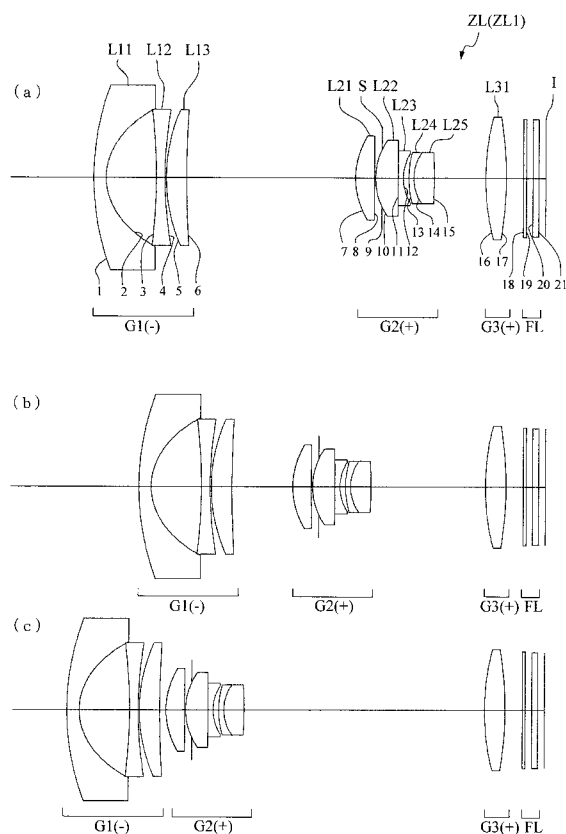 ZL(ZL1)
L11 L12 L13
(a)
L21 S L22 L23 L24 L25 L31 I
1 2 3 4 5 6 7 8 9 10 11 12 13 14 15 16 17 18 19 20 21
G1(-) G2(+) G3(+) FL
(b)
G1(-) G2(+) G3(+) FL
(c)
G1(-) G2(+) G3(+) FL